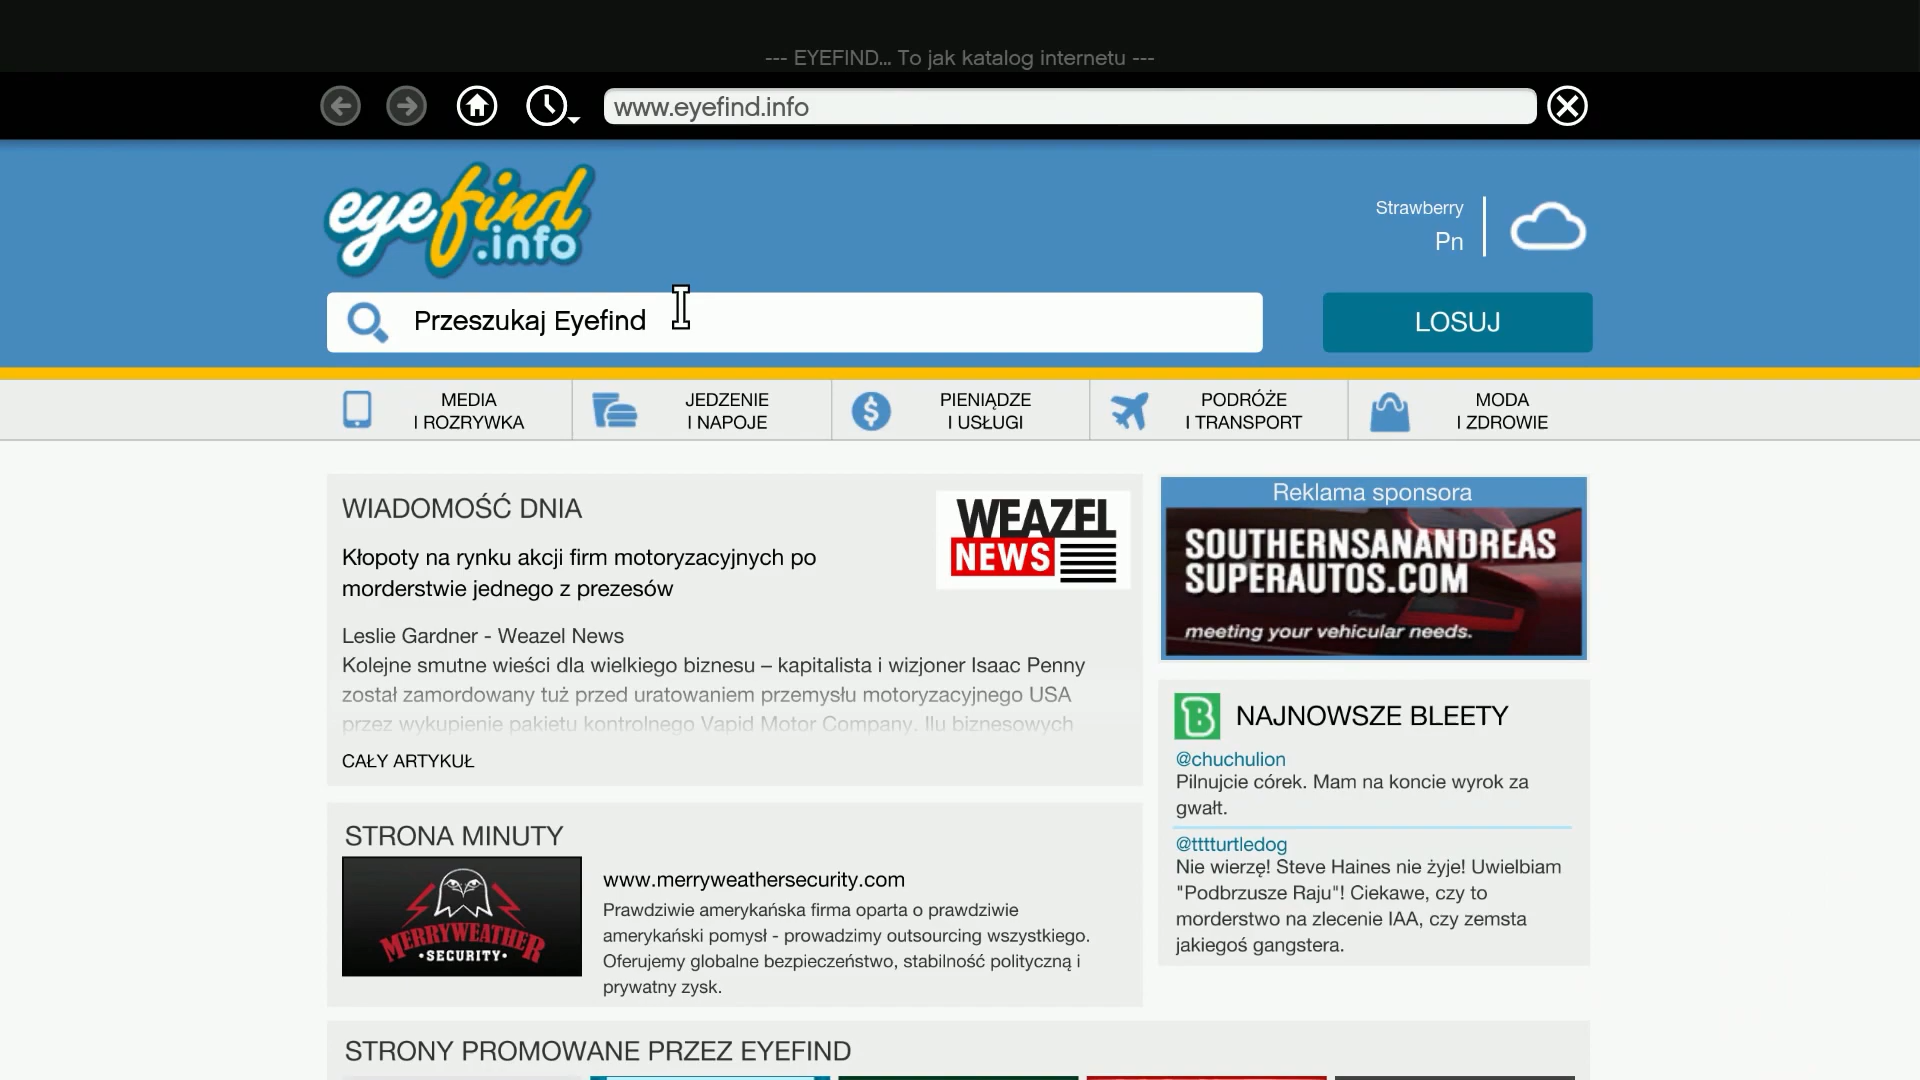 --- EYEFIND... To jak katalog internetu ---
www.eyefind.info
eyefind
.info
Strawberry
Pn
Przeszukaj Eyefind
LOSUJ
MEDIA
I ROZRYWKA
JEDZENIE
I NAPOJE
PIENIĄDZE
I USŁUGI
PODRÓŻE
I TRANSPORT
MODA
I ZDROWIE
WIADOMOŚĆ DNIA
Kłopoty na rynku akcji firm motoryzacyjnych po
morderstwie jednego z prezesów
WEAZEL
NEWS
Leslie Gardner - Weazel News
Kolejne smutne wieści dla wielkiego biznesu – kapitalista i wizjoner Isaac Penny
został zamordowany tuż przed uratowaniem przemysłu motoryzacyjnego USA
przez wykupienie pakietu kontrolnego Vapid Motor Company. Ilu biznesowych
CAŁY ARTYKUŁ
Reklama sponsora
SOUTHERNSANANDREAS
SUPERAUTOS.COM
meeting your vehicular needs.
B
NAJNOWSZE BLEETY
@chuchulion
Pilnujcie córek. Mam na koncie wyrok za
gwałt.
@tttturtledog
Nie wierzę! Steve Haines nie żyje! Uwielbiam
"Podbrzusze Raju"! Ciekawe, czy to
morderstwo na zlecenie IAA, czy zemsta
jakiegoś gangstera.
STRONA MINUTY
MERRYWEATHER
•SECURITY•
www.merryweathersecurity.com
Prawdziwie amerykańska firma oparta o prawdziwie
amerykański pomysł - prowadzimy outsourcing wszystkiego.
Oferujemy globalne bezpieczeństwo, stabilność polityczną i
prywatny zysk.
STRONY PROMOWANE PRZEZ EYEFIND